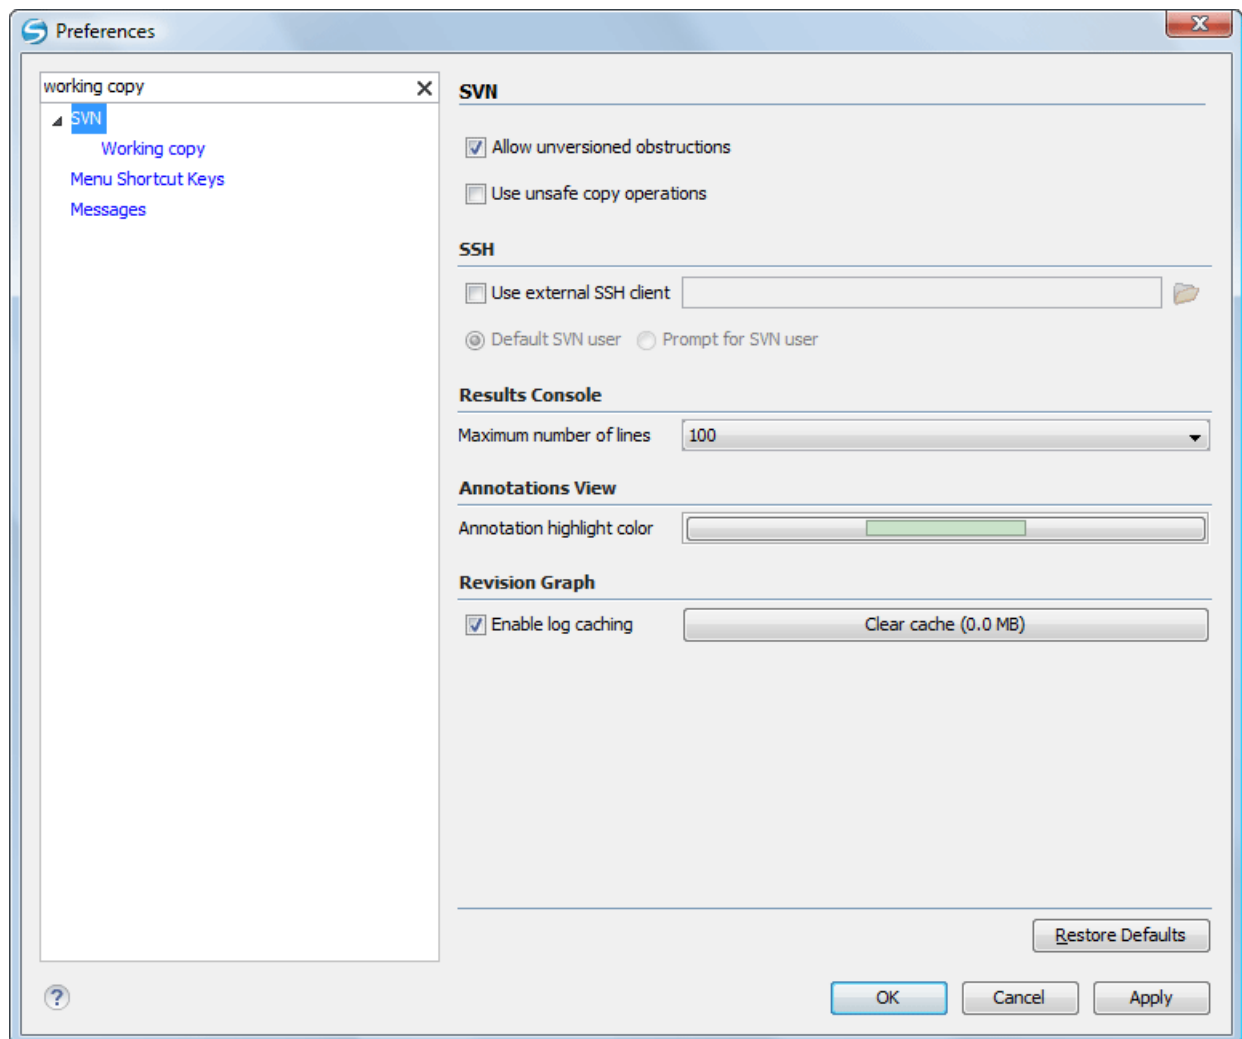 Preferences
working copy
SVN
Working copy
Menu Shortcut Keys
Messages
SVN
Allow unversioned obstructions
Use unsafe copy operations
SSH
Use external SSH client
Default SVN user Prompt for SVN user
Results Console
Maximum number of lines 100
Annotations View
Annotation highlight color
Revision Graph
Enable log caching Clear cache (0.0 MB)
Restore Defaults
? OK Cancel Apply